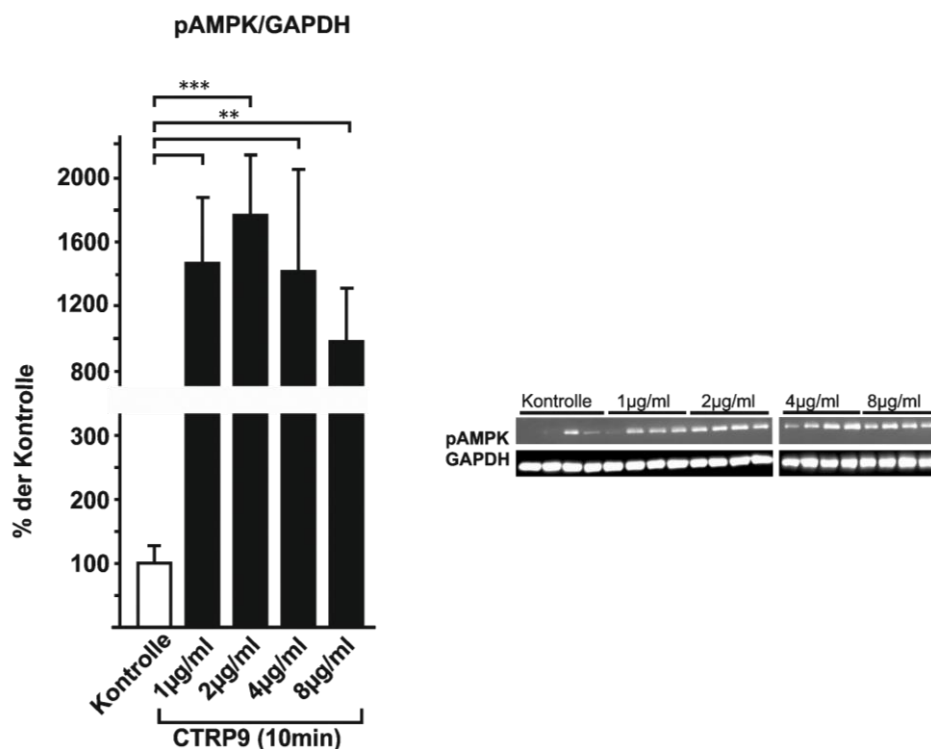 pAMPK/GAPDH
***
**
2000
1600
1200
800
300
200
100
% der Kontrolle
Kontrolle
1µg/ml
2µg/ml
4µg/ml
8µg/ml
CTRP9 (10min)
Kontrolle 1µg/ml 2µg/ml 4µg/ml 8µg/ml
pAMPK
GAPDH